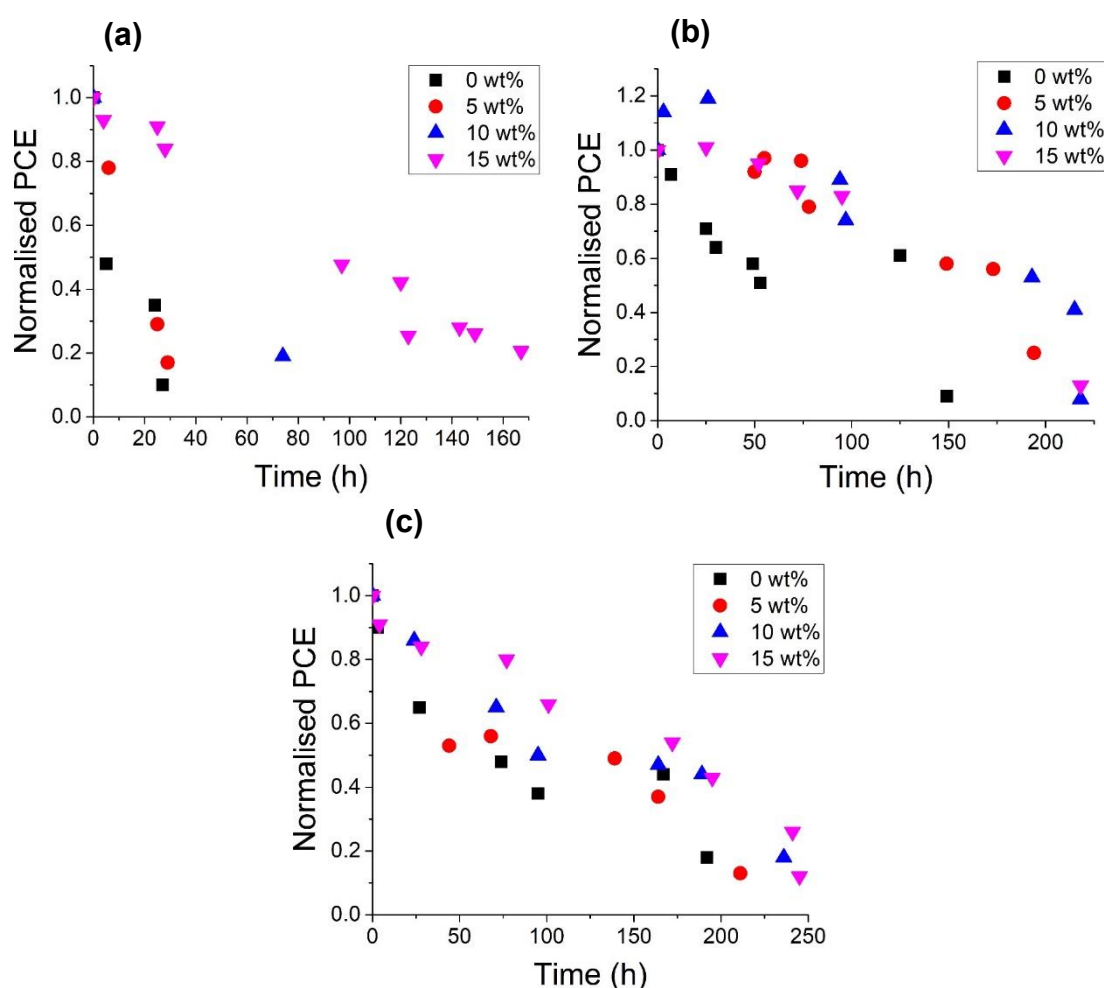 (a)
0 wt%
5 wt%
10 wt%
15 wt%
Normalised PCE
1.0
0.8
0.6
0.4
0.2
0.0
0 20 40 60 80 100 120 140 160
Time (h)
(b)
0 wt%
5 wt%
10 wt%
15 wt%
Normalised PCE
1.2
1.0
0.8
0.6
0.4
0.2
0.0
0 50 100 150 200
Time (h)
(c)
0 wt%
5 wt%
10 wt%
15 wt%
Normalised PCE
1.0
0.8
0.6
0.4
0.2
0.0
0 50 100 150 200 250
Time (h)